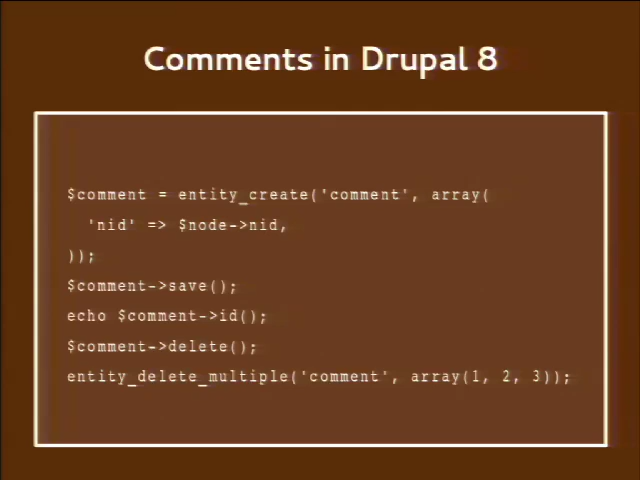 Comments in Drupal 8
$comment = entity_create('comment', array(
  'nid' => $node->nid,
));
$comment->save();
echo $comment->id();
$comment->delete();
entity_delete_multiple('comment', array(1, 2, 3));